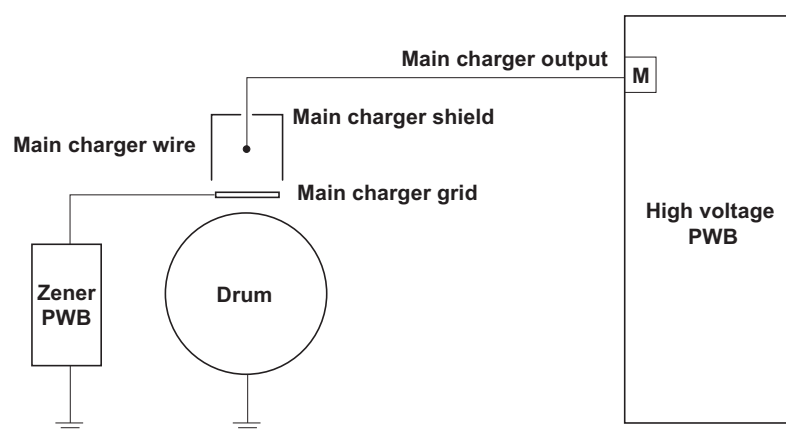 Main charger output
M
Main charger shield
Main charger wire
Main charger grid
High voltage
PWB
Zener
PWB
Drum